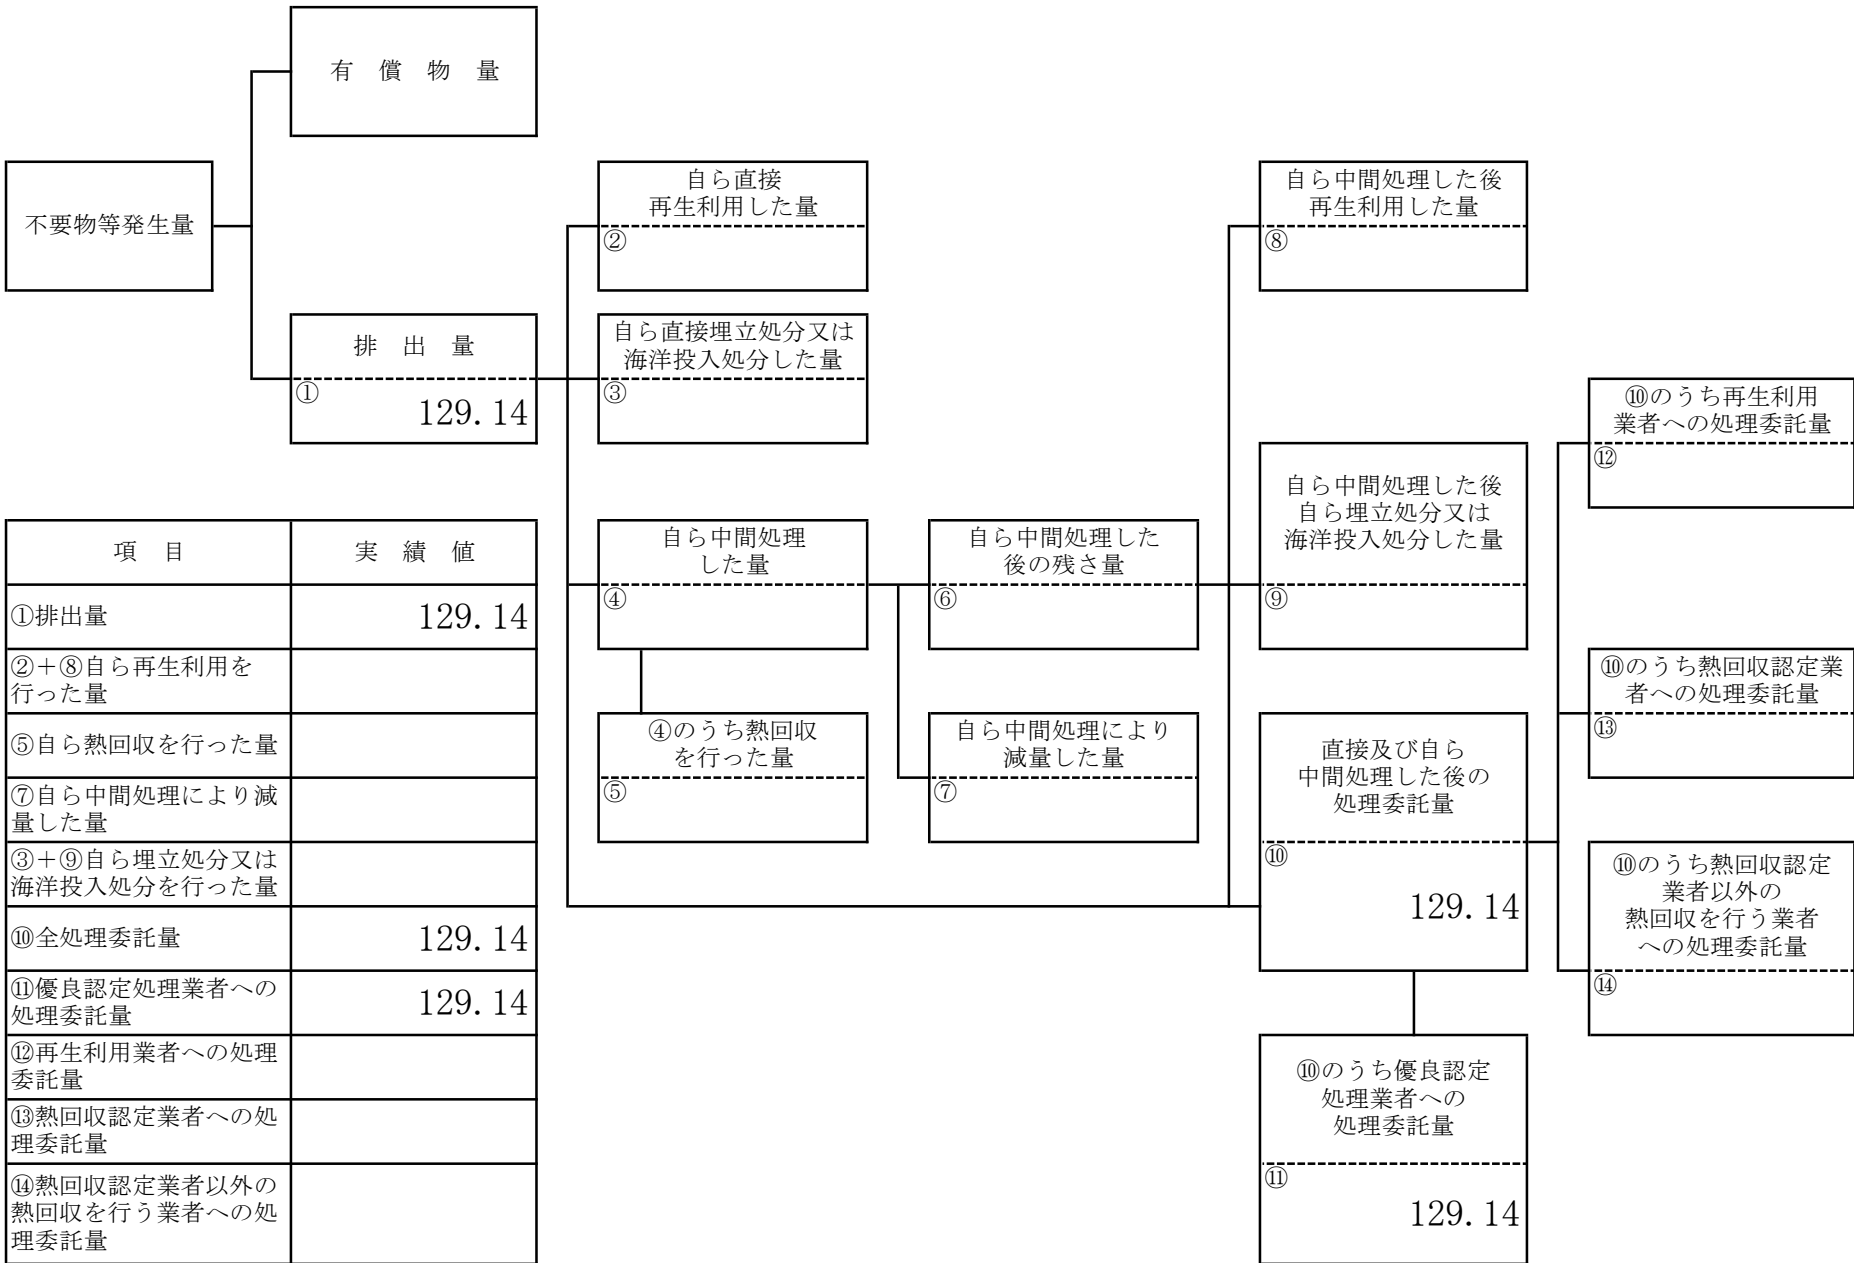 有 償 物 量
不要物等発生量
排 出 量
①
129.14
自ら直接
再生利用した量
②
自ら直接埋立処分又は
海洋投入処分した量
③
自ら中間処理
した量
④
④のうち熱回収
を行った量
⑤
自ら中間処理した
後の残さ量
⑥
自ら中間処理により
減量した量
⑦
自ら中間処理した後
再生利用した量
⑧
自ら中間処理した後
自ら埋立処分又は
海洋投入処分した量
⑨
直接及び自ら
中間処理した後の
処理委託量
⑩
129.14
⑩のうち優良認定
処理業者への
処理委託量
⑪
129.14
⑩のうち再生利用
業者への処理委託量
⑫
⑩のうち熱回収認定業
者への処理委託量
⑬
⑩のうち熱回収認定
業者以外の
熱回収を行う業者
への処理委託量
⑭
項 目 実 績 値
①排出量 129.14
②+⑧自ら再生利用を
行った量
⑤自ら熱回収を行った量
⑦自ら中間処理により減
量した量
③+⑨自ら埋立処分又は
海洋投入処分を行った量
⑩全処理委託量 129.14
⑪優良認定処理業者への
処理委託量 129.14
⑫再生利用業者への処理
委託量
⑬熱回収認定業者への処
理委託量
⑭熱回収認定業者以外の
熱回収を行う業者への処
理委託量